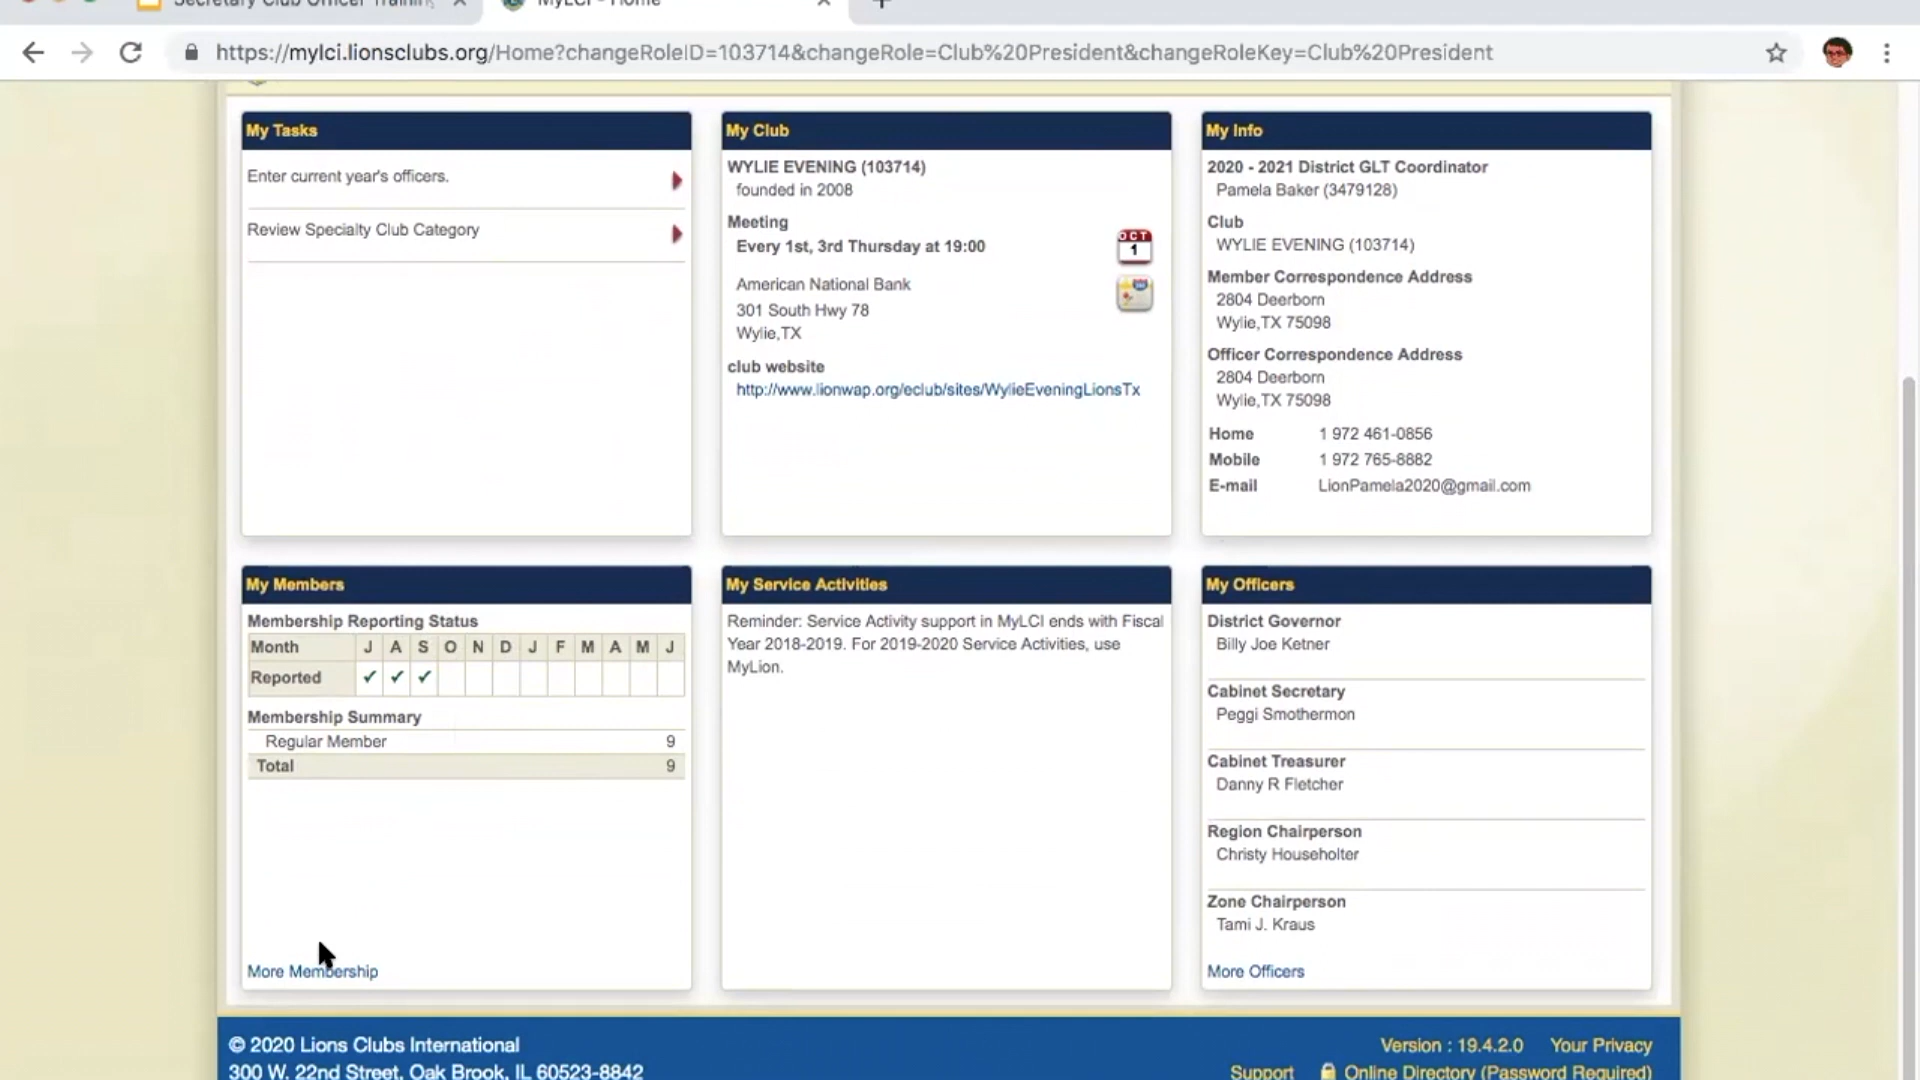 Secretary Club Officer Training
MyLCI - Home
https://mylci.lionsclubs.org/Home?changeRoleID=103714&changeRole=Club%20President&changeRoleKey=Club%20President
My Tasks
Enter current year's officers.
Review Specialty Club Category
My Club
WYLIE EVENING (103714)
founded in 2008
Meeting
Every 1st, 3rd Thursday at 19:00
OCT
1
American National Bank
301 South Hwy 78
Wylie,TX
club website
http://www.lionwap.org/eclub/sites/WylieEveningLionsTx
My Info
2020 - 2021 District GLT Coordinator
Pamela Baker (3479128)
Club
WYLIE EVENING (103714)
Member Correspondence Address
2804 Deerborn
Wylie,TX 75098
Officer Correspondence Address
2804 Deerborn
Wylie,TX 75098
Home 1 972 461-0856
Mobile 1 972 765-8882
E-mail LionPamela2020@gmail.com
My Members
Membership Reporting Status
Month J A S O N D J F M A M J
Reported ✓ ✓ ✓
Membership Summary
Regular Member 9
Total 9
More Membership
My Service Activities
Reminder: Service Activity support in MyLCI ends with Fiscal
Year 2018-2019. For 2019-2020 Service Activities, use
MyLion.
My Officers
District Governor
Billy Joe Ketner
Cabinet Secretary
Peggi Smothermon
Cabinet Treasurer
Danny R Fletcher
Region Chairperson
Christy Householter
Zone Chairperson
Tami J. Kraus
More Officers
© 2020 Lions Clubs International
300 W. 22nd Street, Oak Brook, IL 60523-8842
Version : 19.4.2.0 Your Privacy
Support Online Directory (Password Required)